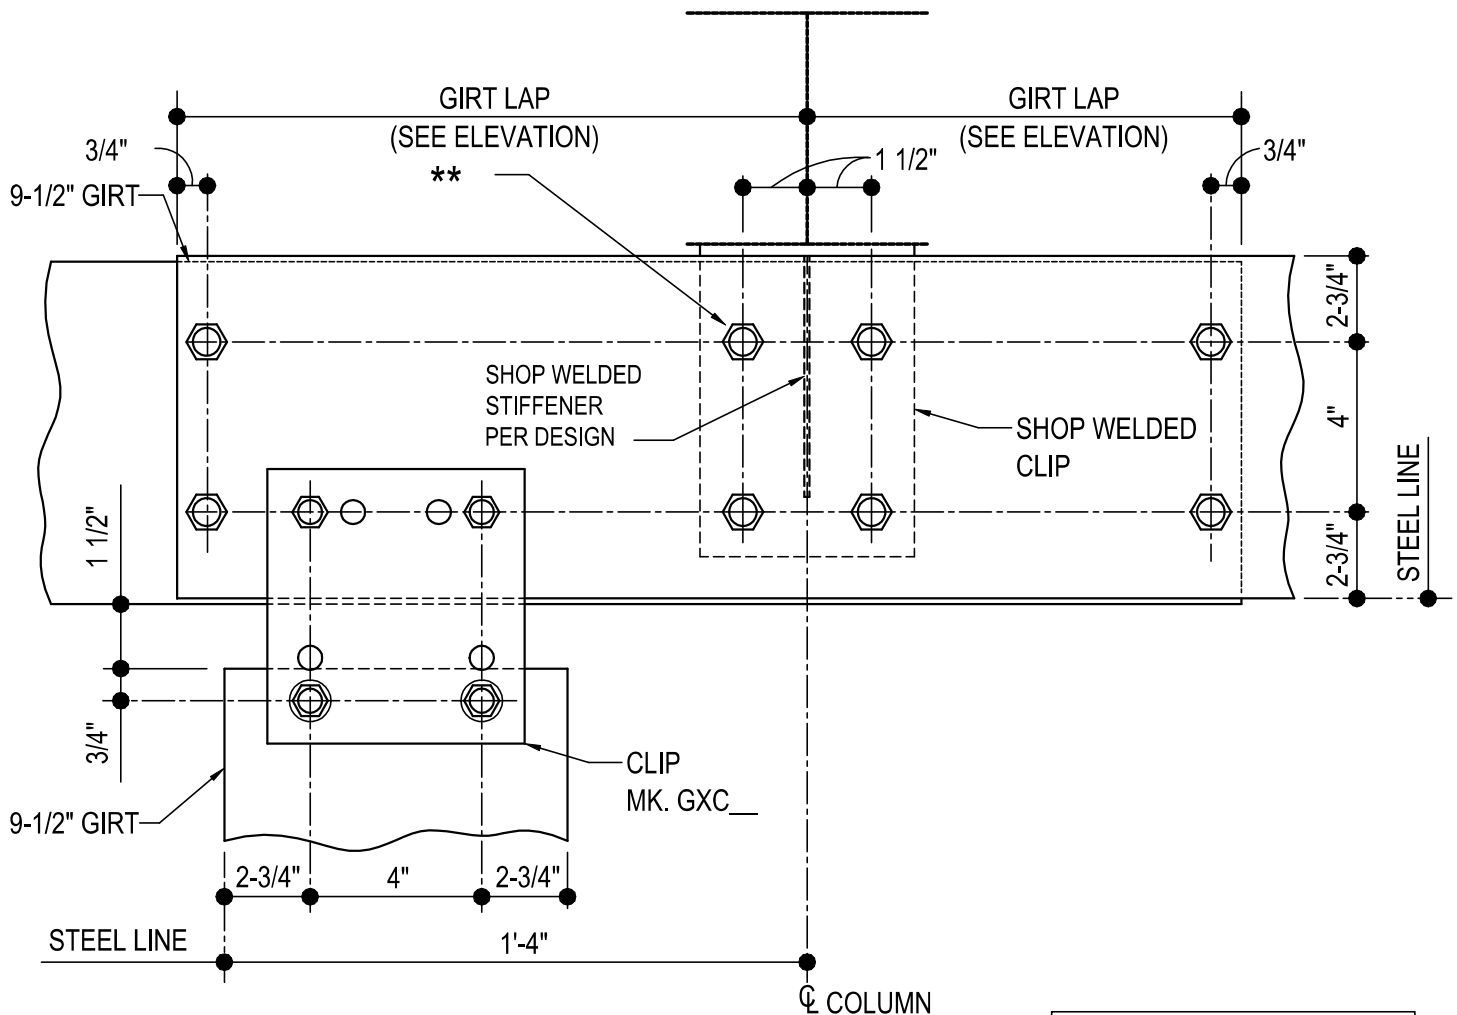 GIRT LAP
(SEE ELEVATION)
GIRT LAP
(SEE ELEVATION)
3/4"
1 1/2"
3/4"
**
9-1/2" GIRT
2-3/4"
SHOP WELDED
STIFFENER
PER DESIGN
SHOP WELDED
CLIP
4"
STEEL LINE
1 1/2"
2-3/4"
3/4"
CLIP
MK. GXC__
9-1/2" GIRT
2-3/4"
4"
2-3/4"
STEEL LINE
1'-4"
℄ COLUMN